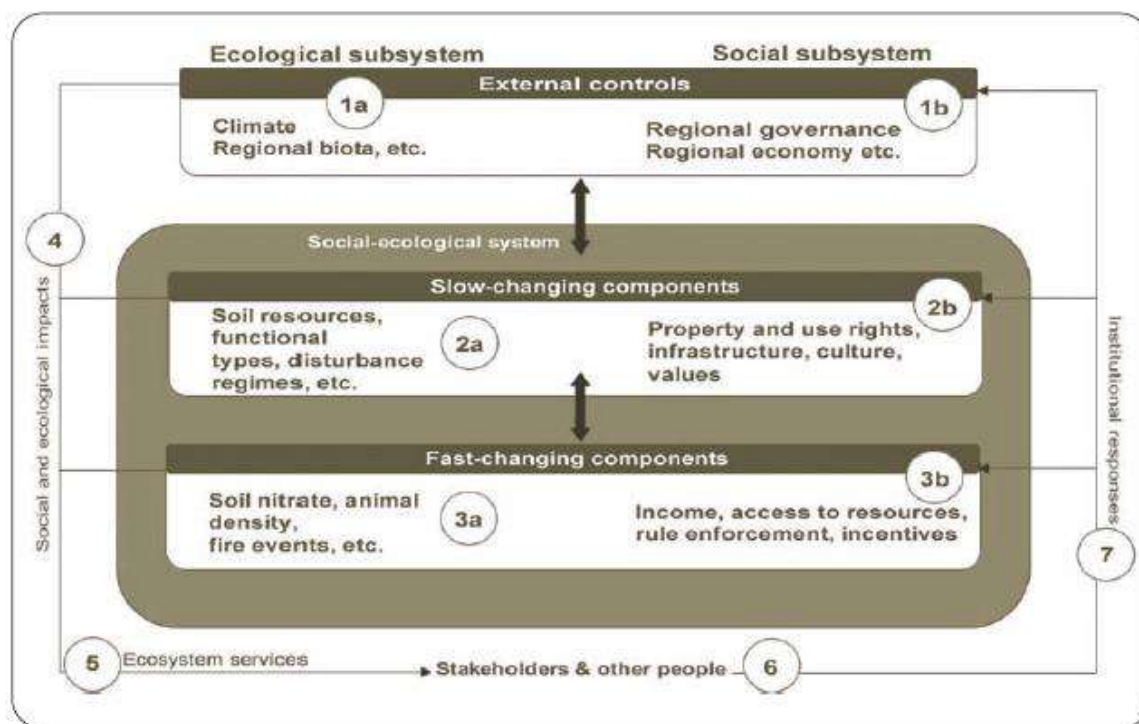 Ecological subsystem
Social subsystem
External controls
1a
1b
Climate
Regional biota, etc.
Regional governance
Regional economy etc.
4
Social-ecological system
Slow-changing components
2b
Soil resources,
functional
types, disturbance
regimes, etc.
2a
Property and use rights,
infrastructure, culture,
values
Social and ecological impacts
Institutional responses
Fast-changing components
3b
Soil nitrate, animal
density,
fire events, etc.
3a
Income, access to resources,
rule enforcement, incentives
7
5
Ecosystem services
Stakeholders & other people
6